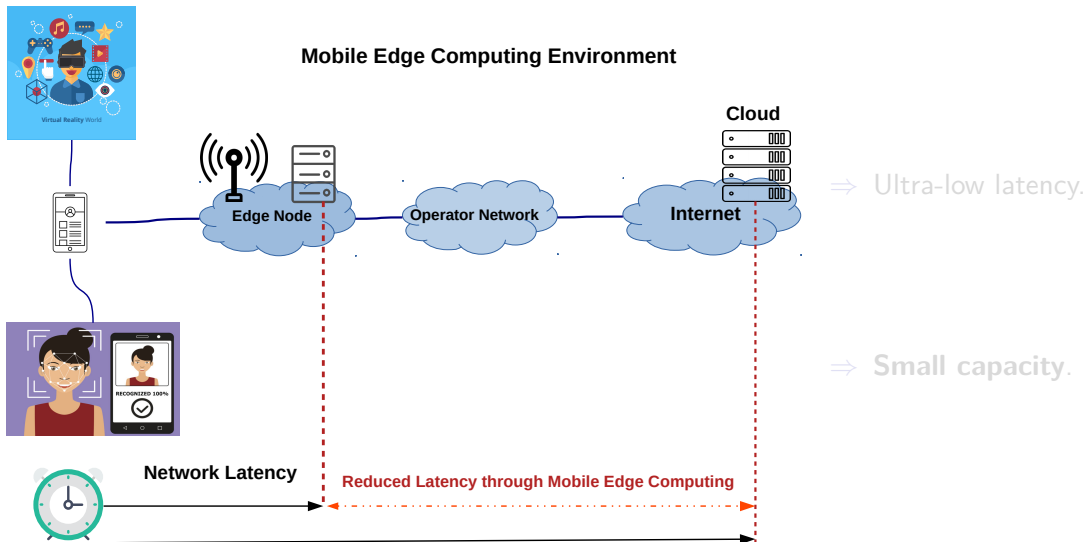 Mobile Edge Computing Environment
Virtual Reality World
Cloud
⇒ Ultra-low latency.
Edge Node
Operator Network
Internet
⇒ Small capacity.
RECOGNIZED 100%
Network Latency
Reduced Latency through Mobile Edge Computing